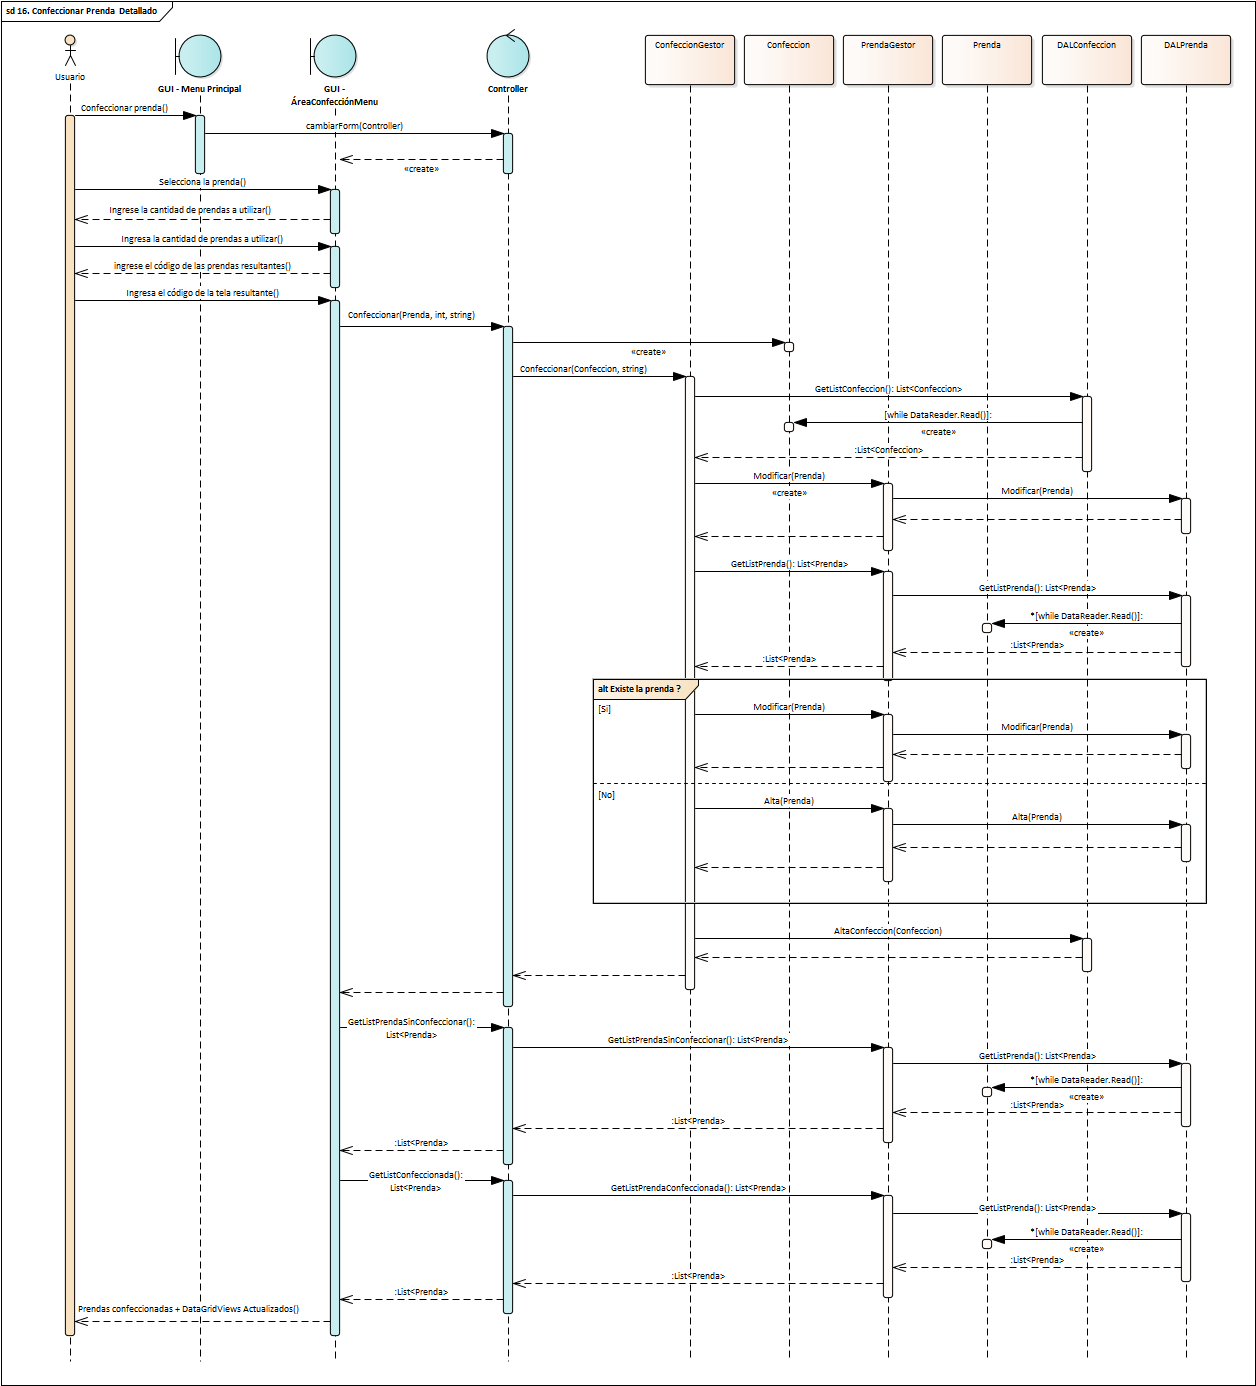 sd 16. Confeccionar Prenda Detallado
Usuario
GUI - Menu Principal
GUI -
ÁreaConfecciónMenu
Controller
ConfeccionGestor
Confeccion
PrendaGestor
Prenda
DALConfeccion
DALPrenda
Confeccionar prenda()
cambiarForm(Controller)
«create»
Selecciona la prenda()
Ingrese la cantidad de prendas a utilizar()
Ingresa la cantidad de prendas a utilizar()
ingrese el código de las prendas resultantes()
Ingresa el código de la tela resultante()
Confeccionar(Prenda, int, string)
«create»
Confeccionar(Confeccion, string)
GetListConfeccion(): List<Confeccion>
[while DataReader.Read()]:
«create»
:List<Confeccion>
Modificar(Prenda)
«create»
Modificar(Prenda)
GetListPrenda(): List<Prenda>
GetListPrenda(): List<Prenda>
*[while DataReader.Read()]:
«create»
:List<Prenda>
:List<Prenda>
alt Existe la prenda ?
[Si]
Modificar(Prenda)
Modificar(Prenda)
[No]
Alta(Prenda)
Alta(Prenda)
AltaConfeccion(Confeccion)
GetListPrendaSinConfeccionar():
List<Prenda>
GetListPrendaSinConfeccionar(): List<Prenda>
GetListPrenda(): List<Prenda>
*[while DataReader.Read()]:
«create»
:List<Prenda>
:List<Prenda>
:List<Prenda>
GetListConfeccionada():
List<Prenda>
GetListPrendaConfeccionada(): List<Prenda>
GetListPrenda(): List<Prenda>
*[while DataReader.Read()]:
«create»
:List<Prenda>
:List<Prenda>
:List<Prenda>
Prendas confeccionadas + DataGridViews Actualizados()